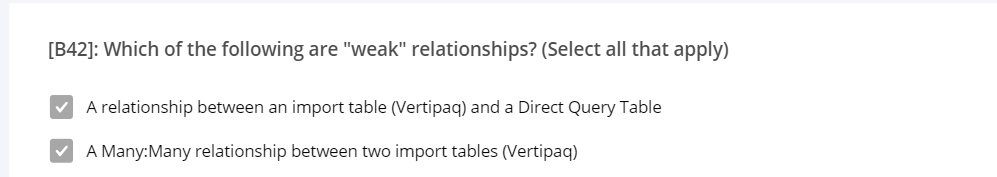 [B42]: Which of the following are "weak" relationships? (Select all that apply)
A relationship between an import table (Vertipaq) and a Direct Query Table
A Many:Many relationship between two import tables (Vertipaq)